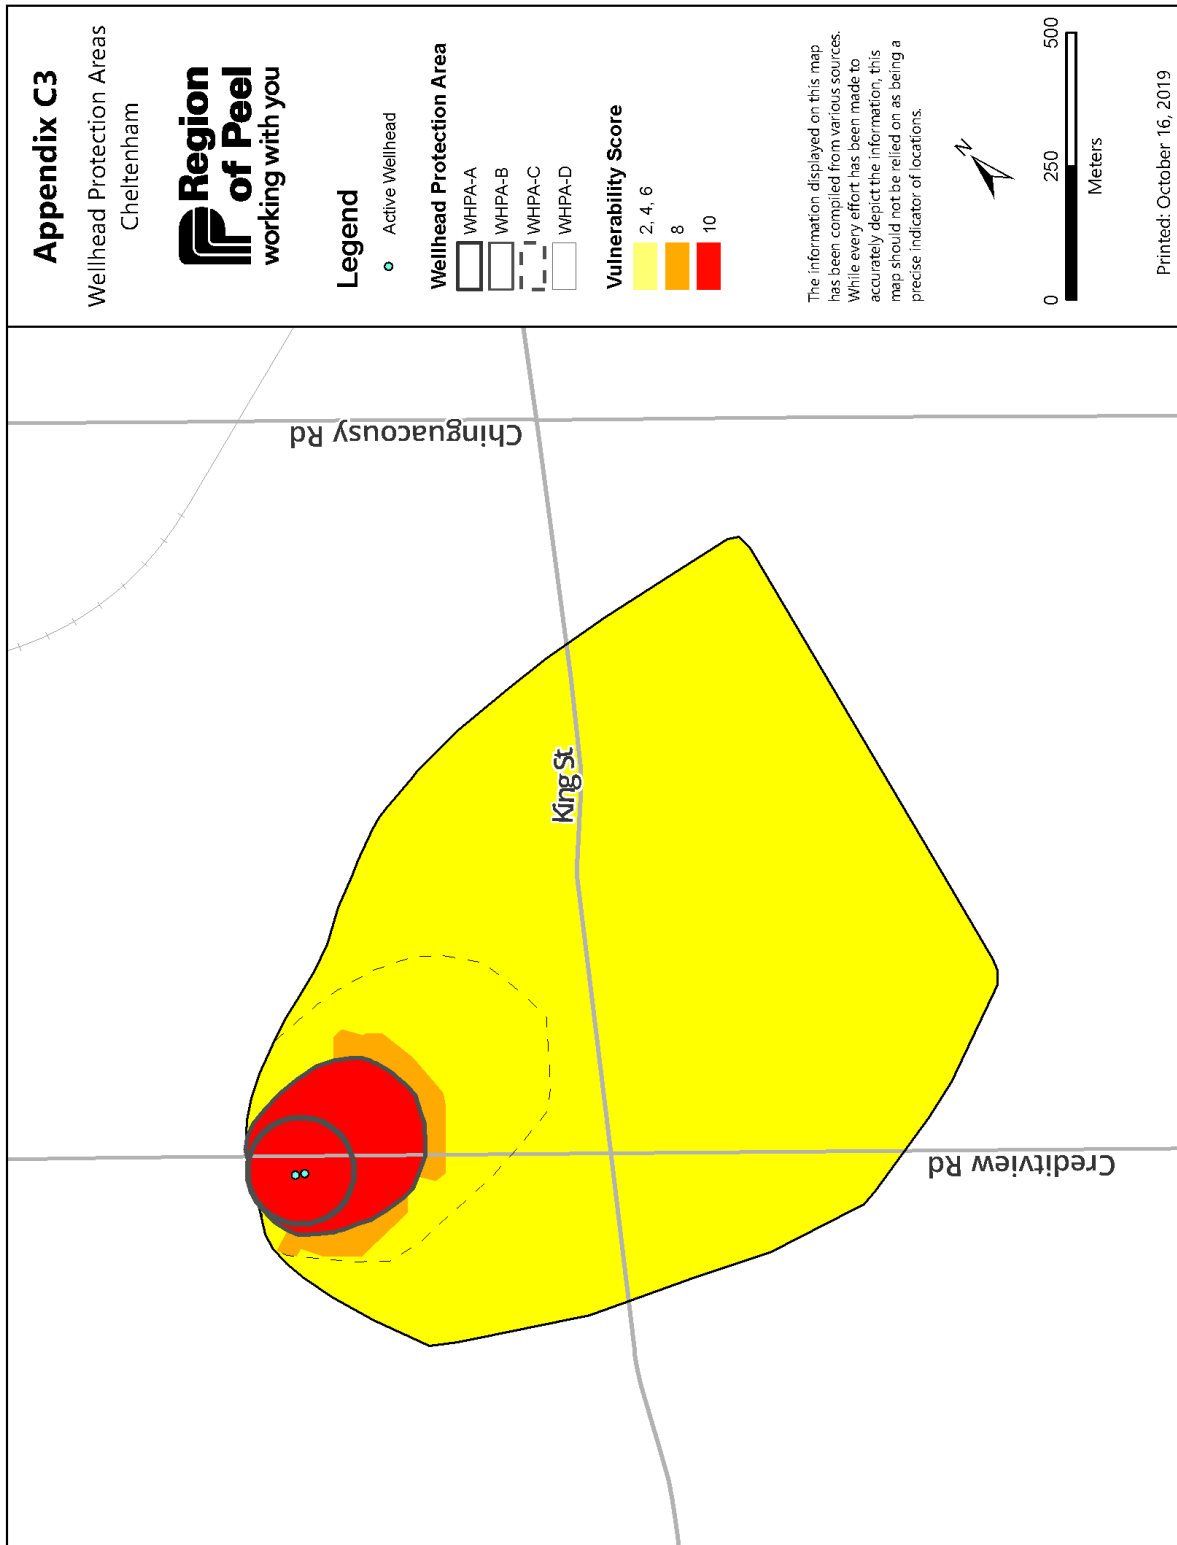 Appendix C3
Wellhead Protection Areas
Cheltenham
Region
of Peel
working with you
Legend
Active Wellhead
Wellhead Protection Area
WHPA-A
WHPA-B
WHPA-C
WHPA-D
Vulnerability Score
2, 4, 6
8
10
The information displayed on this map
has been compiled from various sources.
While every effort has been made to
accurately depict the information, this
map should not be relied on as being a
precise indicator of locations.
N
0 250 500
Meters
Printed: October 16, 2019
Chinguacousy Rd
King St
Creditview Rd